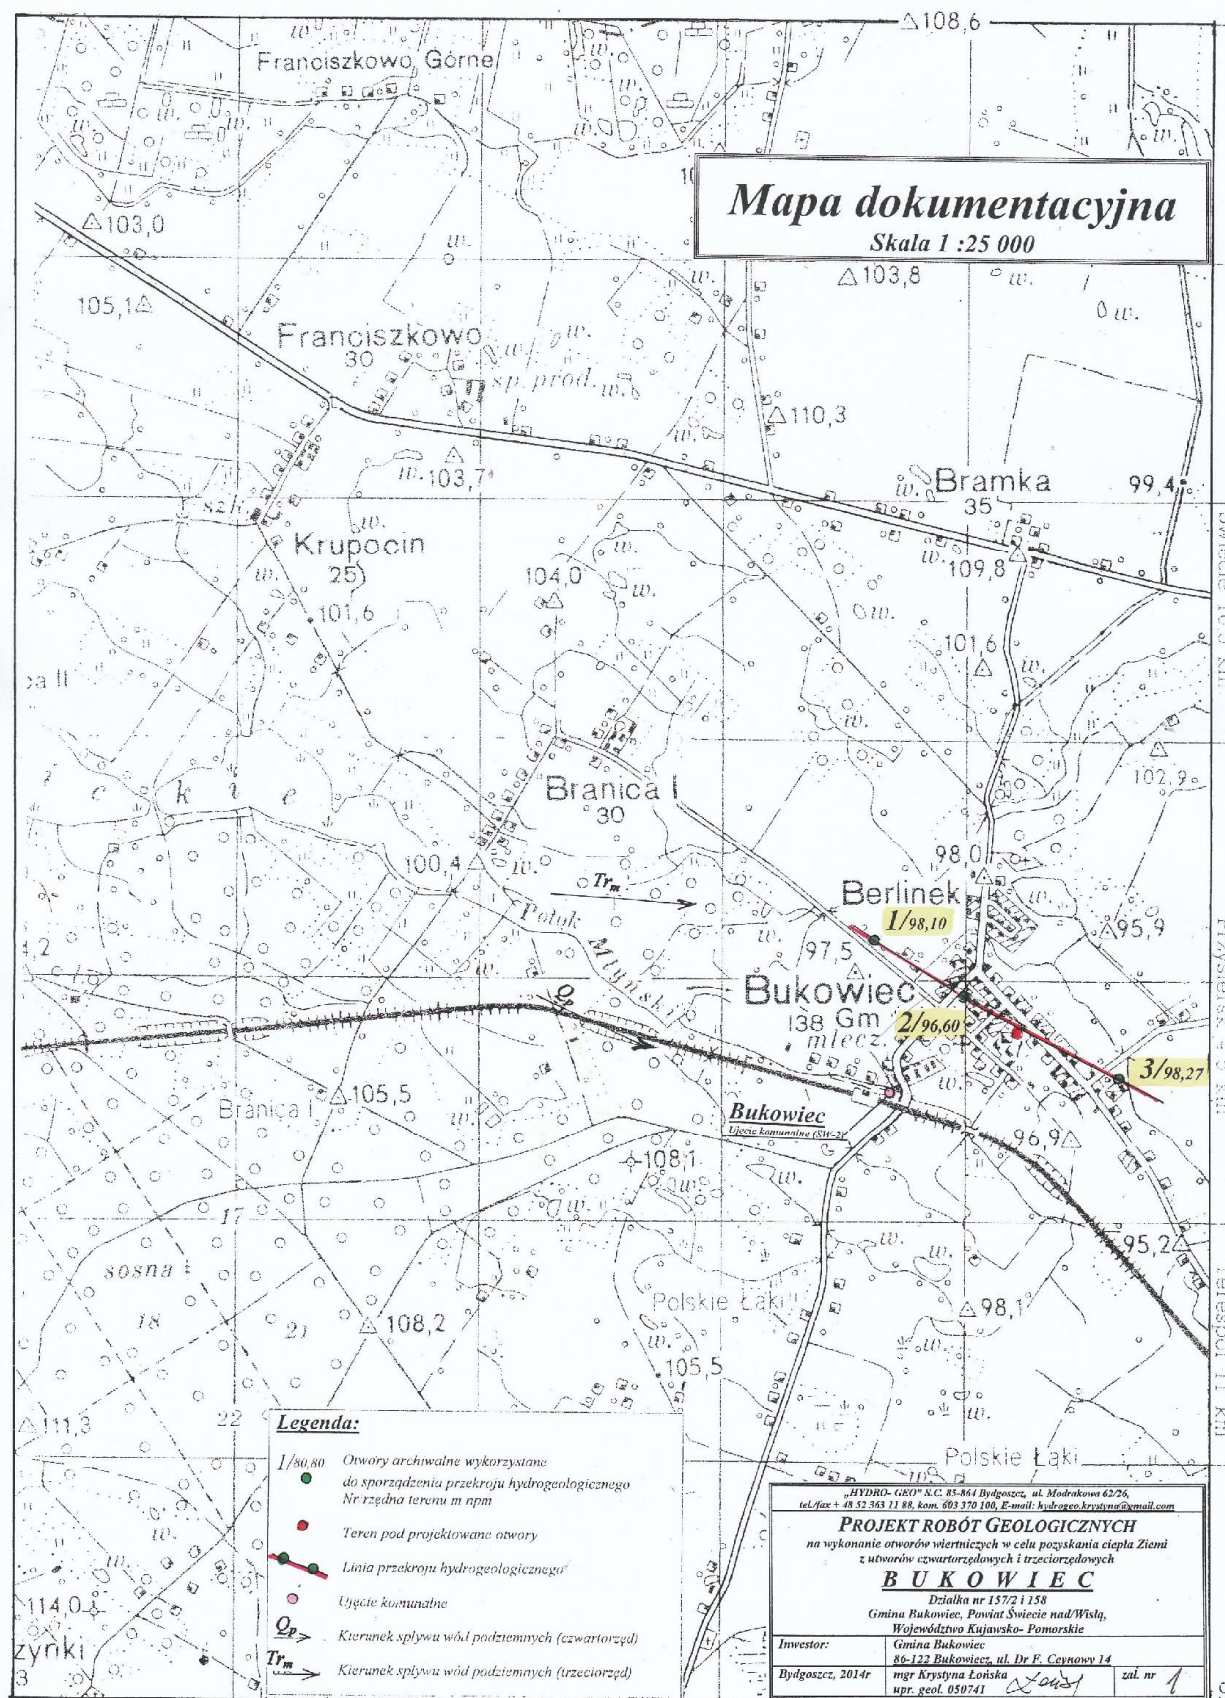 108,6
Franciszkowo Górne
w.
w.
w.
w.
w.
Mapa dokumentacyjna
Skala 1 :25 000
103,0
w.
103,8
w.
105,1
w.
Franciszkowo
30
w.
w.
sp. prod.
w.
110,3
w.
w. 103,7
w.
Bramka
35
99,4
szk.
w.
Krupocin
25
w.
w.
w.
109,8
104,0
w.
w.
101,6
101,6
w.
ca II
w.
102,9
c k i e
Branica I
30
100,4
w.
98,0
Trm
Berlinek
w.
1/98,10
Potok Młyński
w.
95,9
97,5
Bukowiec
138 Gm
mlecz.
2/96,60
Qp
w.
3/98,27
Branica I
105,5
w.
Bukowiec
Ujęcie komunalne (SW-2)
96,9
108,1
w.
w.
w.
17
w.
w.
95,2
sosna
Polskie Łąki
98,1
18
21
108,2
w.
w.
105,5
111,3
22
w.
Polskie Łąki
w.
Legenda:
1/80,80 Otwory archiwalne wykorzystane
do sporządzenia przekroju hydrogeologicznego
Nr/rzędna terenu m npm
Teren pod projektowane otwory
Linia przekroju hydrogeologicznego
Ujęcie komunalne
Qp Kierunek spływu wód podziemnych (czwartorzęd)
Trm Kierunek spływu wód podziemnych (trzeciorzęd)
w.
w.
114,0
zynki
3
„HYDRO- GEO" S.C. 85-864 Bydgoszcz, ul. Modrakowa 62/26,
tel./fax + 48 52 363 11 88, kom. 603 370 100, E-mail: hydrogeo.krystyna@gmail.com
PROJEKT ROBÓT GEOLOGICZNYCH
na wykonanie otworów wiertniczych w celu pozyskania ciepła Ziemi
z utworów czwartorzędowych i trzeciorzędowych
B U K O W I E C
Działka nr 157/2 i 158
Gmina Bukowiec, Powiat Świecie nad/Wisłą,
Województwo Kujawsko- Pomorskie
Inwestor: Gmina Bukowiec
86-122 Bukowiec, ul. Dr F. Ceynowy 14
Bydgoszcz, 2014r mgr Krystyna Łońska zał. nr 1
upr. geol. 050741